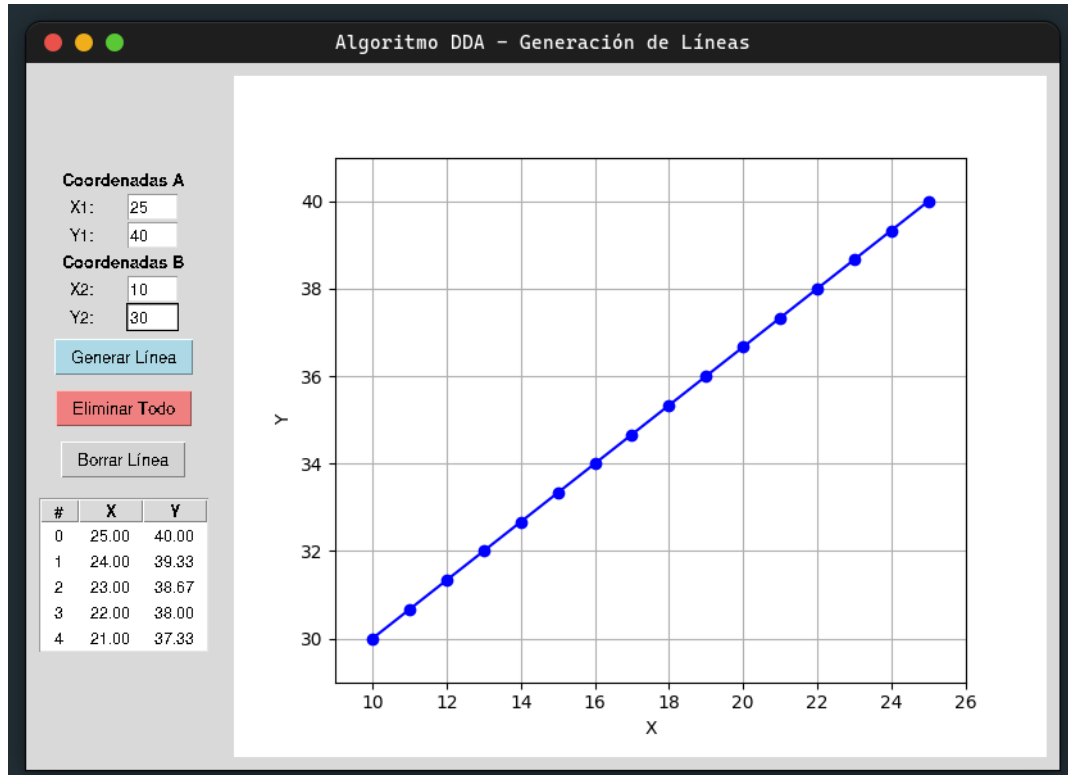 Algoritmo DDA – Generación de Líneas
Coordenadas A
X1: 25
Y1: 40
Coordenadas B
X2: 10
Y2: 30
Generar Línea
Eliminar Todo
Borrar Línea
# X Y
0 25.00 40.00
1 24.00 39.33
2 23.00 38.67
3 22.00 38.00
4 21.00 37.33
40
38
36
34
32
30
Y
10 12 14 16 18 20 22 24 26
X